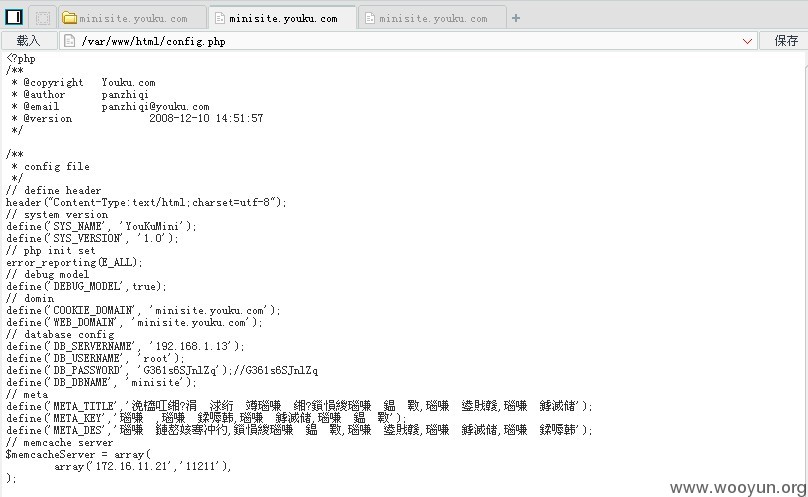 minisite.youku.com
minisite.youku.com
minisite.youku.com
载入
/var/www/html/config.php
保存
<?php
/**
* @copyright Youku.com
* @author panzhiqi
* @email panzhiqi@youku.com
* @version 2008-12-10 14:51:57
*/
/**
* config file
*/
// define header
header("Content-Type:text/html;charset=utf-8");
// system version
define('SYS_NAME', 'YouKuMini');
define('SYS_VERSION', '1.0');
// php init set
error_reporting(E_ALL);
// debug model
define('DEBUG_MODEL',true);
// domin
define('COOKIE_DOMAIN', 'minisite.youku.com');
define('WEB_DOMAIN', 'minisite.youku.com');
// database config
define('DB_SERVERNAME', '192.168.1.13');
define('DB_USERNAME', 'root');
define('DB_PASSWORD', 'G361s6SJnlZq');//G361s6SJnlZq
define('DB_DBNAME', 'minisite');
// meta
define('META_TITLE','
define('META_KEY','
define('META_DES','
// memcache server
$memcacheServer = array(
array('172.16.11.21','11211'),
);
www.wooyun.org